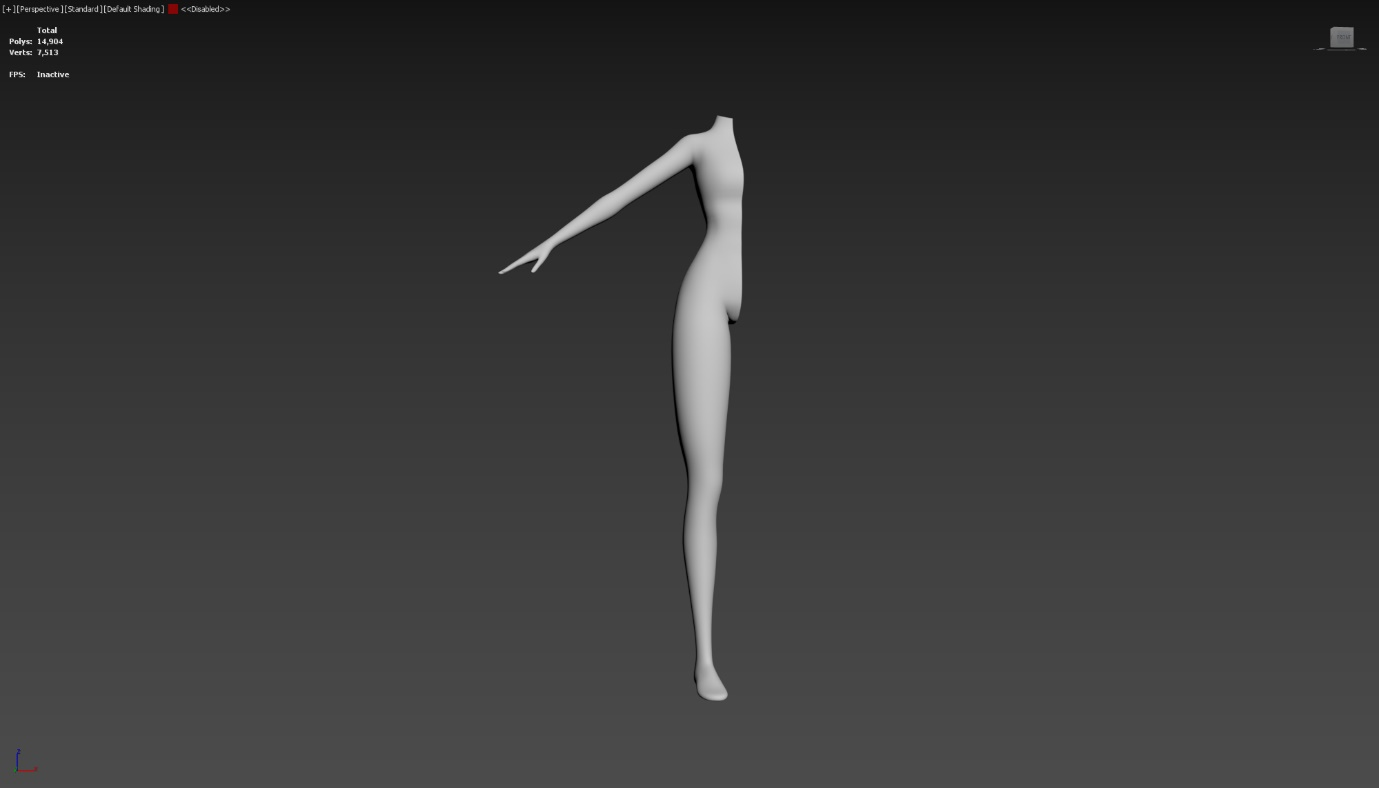 [+][Perspective][Standard][Default Shading] <<Disabled>>
Total
Polys: 14,904
Verts: 7,513
FPS: Inactive